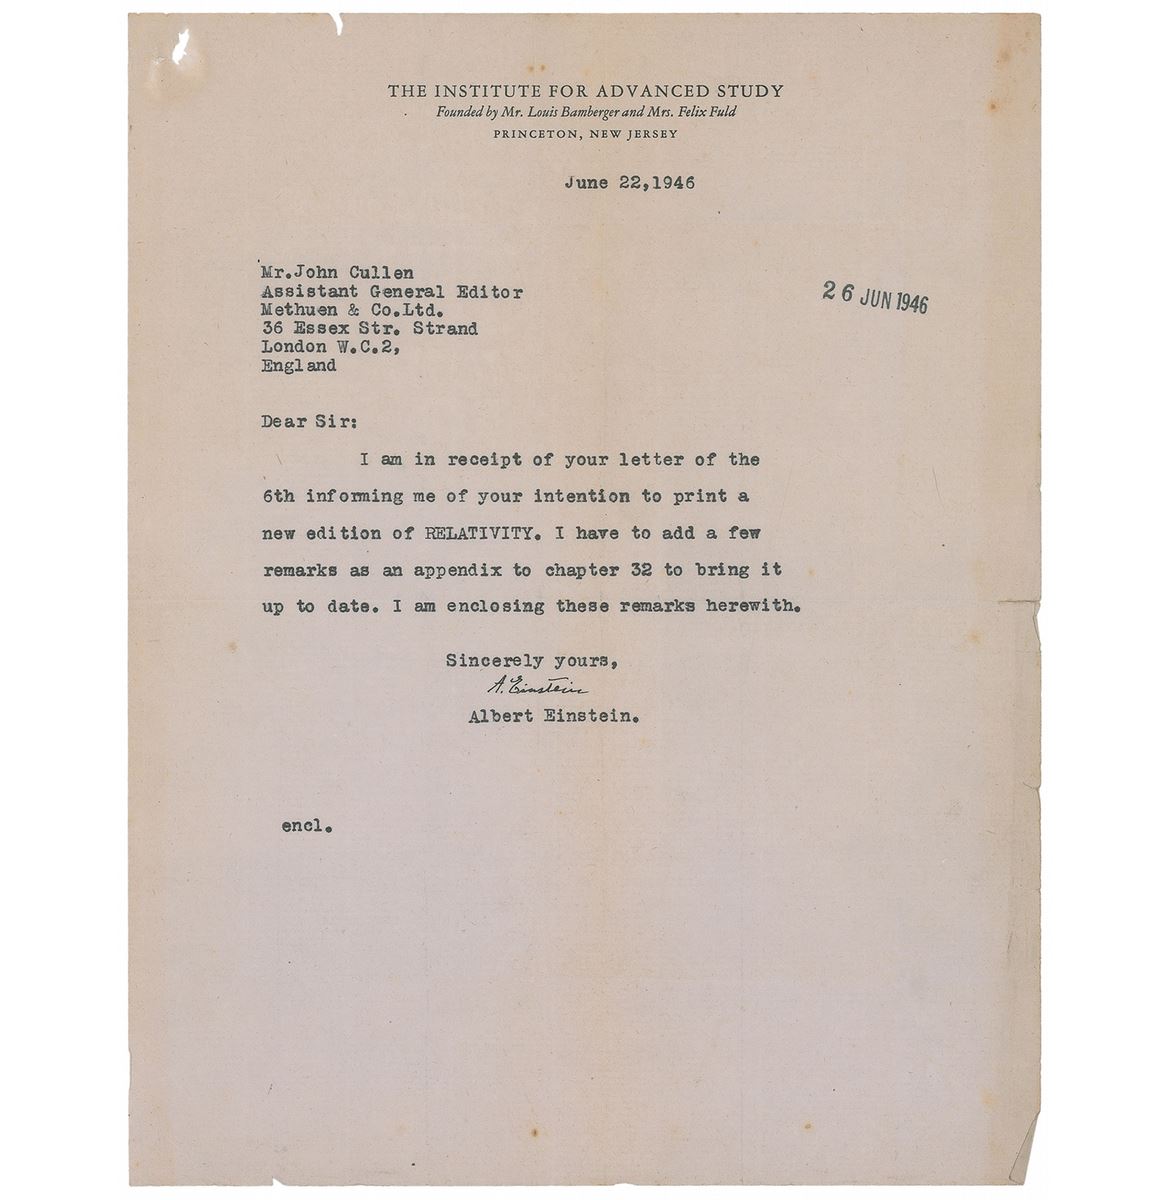 THE INSTITUTE FOR ADVANCED STUDY
Founded by Mr. Louis Bamberger and Mrs. Felix Fuld
PRINCETON, NEW JERSEY
June 22,1946
Mr.John Cullen
Assistant General Editor
Methuen & Co.Ltd.
36 Essex Str. Strand
London W.C.2,
England
26 JUN 1946
Dear Sir:
I am in receipt of your letter of the
6th informing me of your intention to print a
new edition of RELATIVITY. I have to add a few
remarks as an appendix to chapter 32 to bring it
up to date. I am enclosing these remarks herewith.
Sincerely yours,
A. Einstein
Albert Einstein.
encl.